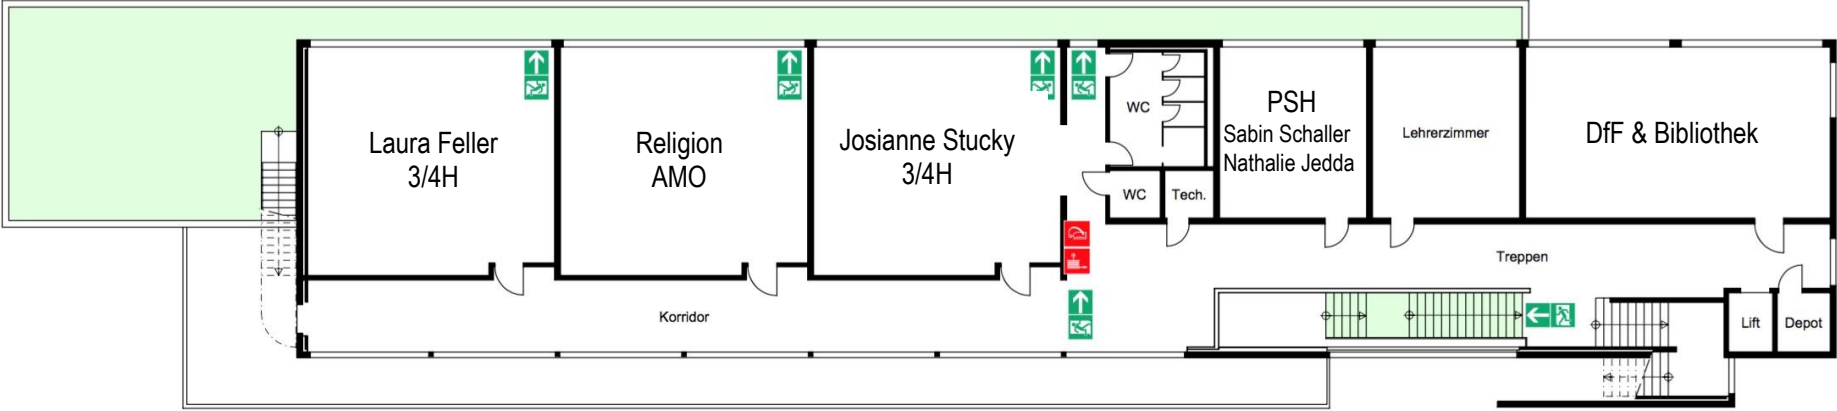 Laura Feller
3/4H
Religion
AMO
Josianne Stucky
3/4H
WC
WC
Tech.
PSH
Sabin Schaller
Nathalie Jedda
Lehrerzimmer
DfF & Bibliothek
Treppen
Korridor
Lift
Depot